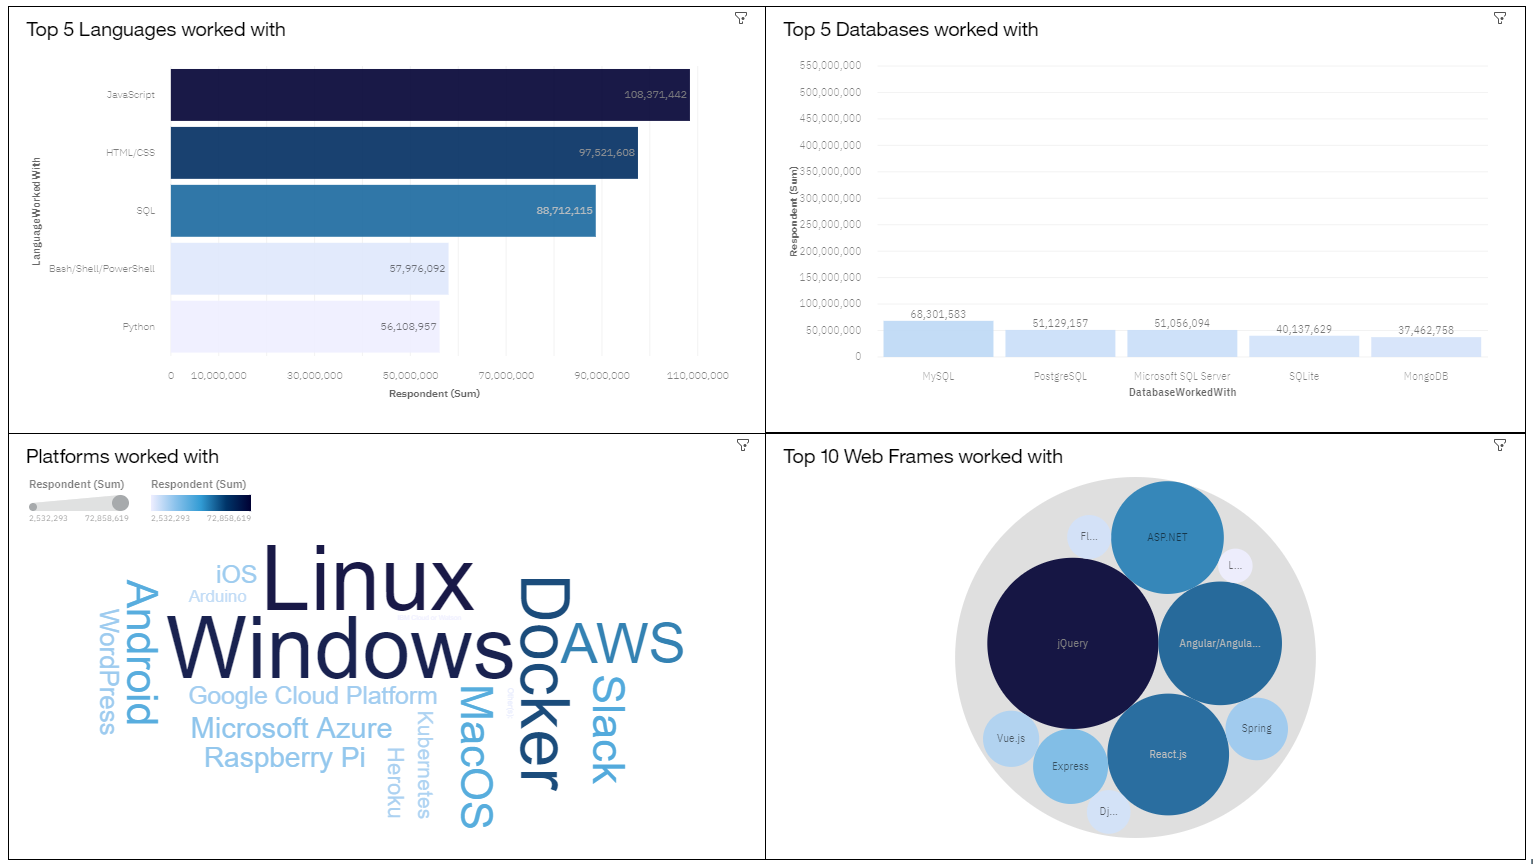 Top 5 Languages worked with
LanguageWorkedWith
JavaScript
108,371,442
HTML/CSS
97,521,608
SQL
88,712,115
Bash/Shell/PowerShell
57,976,092
Python
56,108,957
0 10,000,000 30,000,000 50,000,000 70,000,000 90,000,000 110,000,000
Respondent (Sum)
Top 5 Databases worked with
Respondent (Sum)
550,000,000
500,000,000
450,000,000
400,000,000
350,000,000
300,000,000
250,000,000
200,000,000
150,000,000
100,000,000
50,000,000
0
68,301,583 51,129,157 51,056,094 40,137,629 37,462,758
MySQL PostgreSQL Microsoft SQL Server SQLite MongoDB
DatabaseWorkedWith
Platforms worked with
Respondent (Sum) Respondent (Sum)
2,532,293 72,858,619 2,532,293 72,858,619
iOS
Linux
Arduino
Android
WordPress
Windows
Docker
AWS
Google Cloud Platform
Microsoft Azure
Raspberry Pi
Heroku
Kubernetes
MacOS
Slack
Top 10 Web Frames worked with
Fl...
ASP.NET
L...
jQuery
Angular/Angula...
Vue.js
Express
React.js
Spring
Dj...